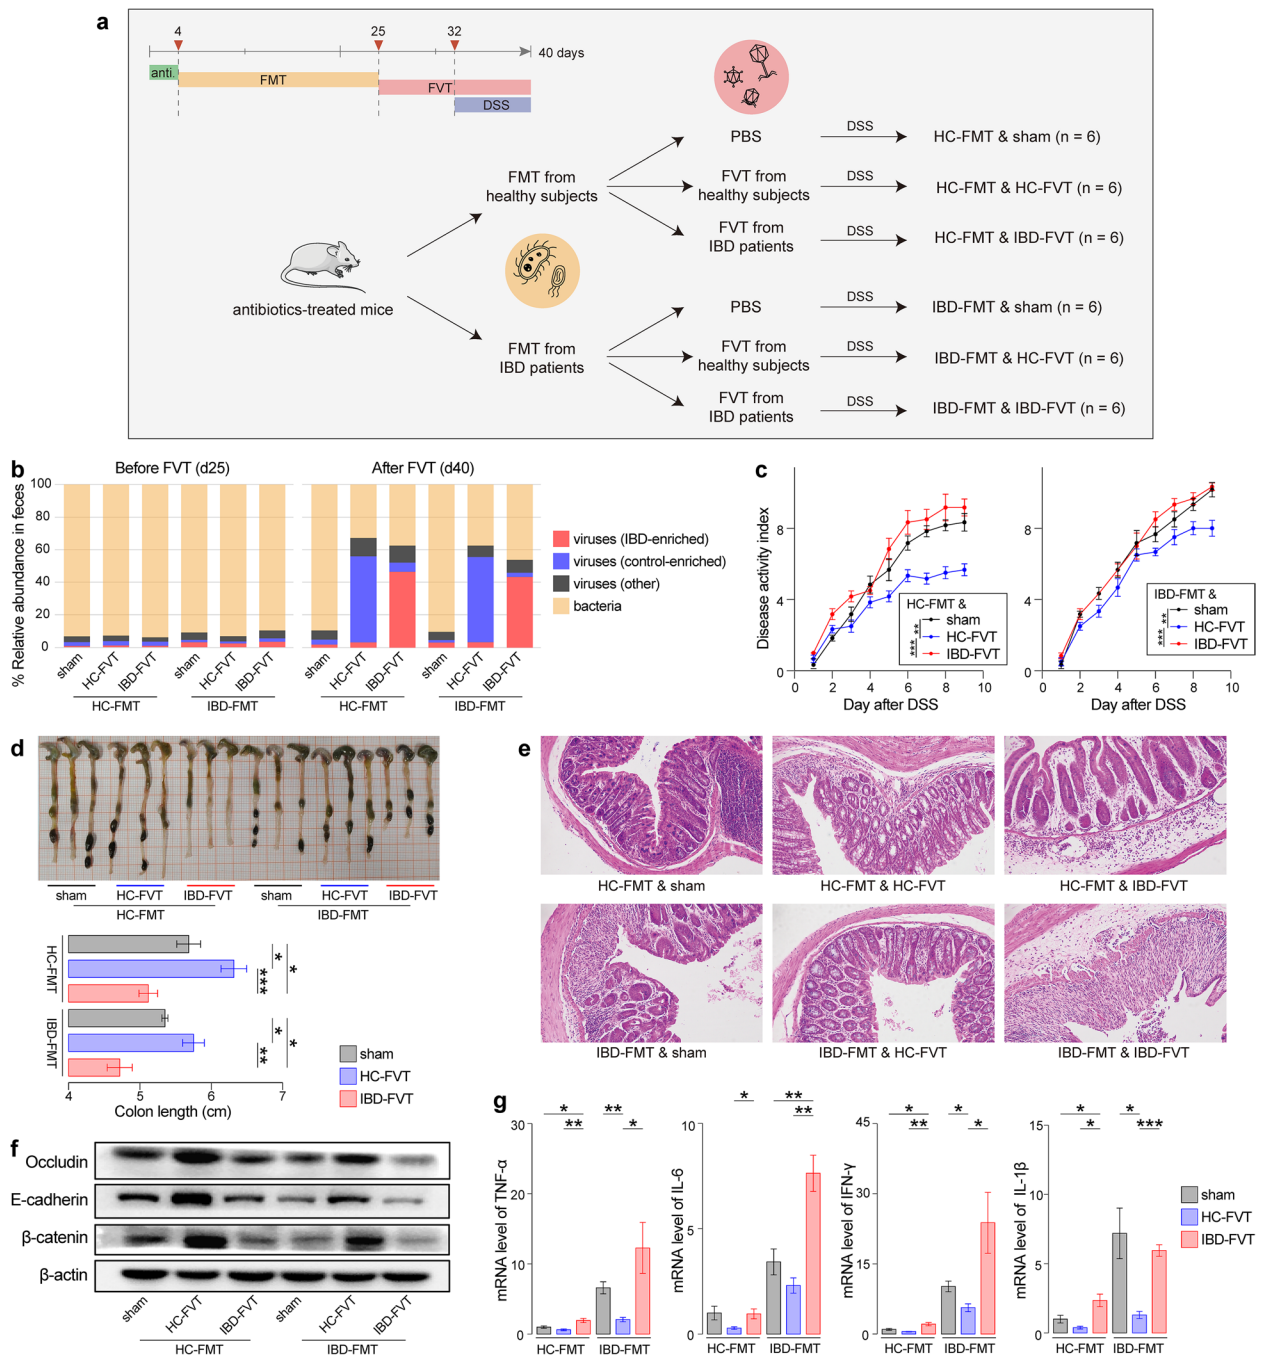 a
4 25 32
40 days
anti.
FMT
FVT
DSS
antibiotics-treated mice
FMT from
healthy subjects
FMT from
IBD patients
PBS
DSS
HC-FMT & sham (n = 6)
FVT from
healthy subjects
DSS
HC-FMT & HC-FVT (n = 6)
FVT from
IBD patients
DSS
HC-FMT & IBD-FVT (n = 6)
PBS
DSS
IBD-FMT & sham (n = 6)
FVT from
healthy subjects
DSS
IBD-FMT & HC-FVT (n = 6)
FVT from
IBD patients
DSS
IBD-FMT & IBD-FVT (n = 6)
b
Before FVT (d25)
After FVT (d40)
% Relative abundance in feces
100
80
60
40
20
0
sham HC-FVT IBD-FVT sham HC-FVT IBD-FVT
HC-FMT IBD-FMT
sham HC-FVT IBD-FVT sham HC-FVT IBD-FVT
HC-FMT IBD-FMT
viruses (IBD-enriched)
viruses (control-enriched)
viruses (other)
bacteria
c
Disease activity index
8
4
0
0 2 4 6 8 10
Day after DSS
HC-FMT &
sham
HC-FVT
IBD-FVT
** ***
8
4
0
0 2 4 6 8 10
Day after DSS
IBD-FMT &
sham
HC-FVT
IBD-FVT
** ***
d
sham HC-FVT IBD-FVT sham HC-FVT IBD-FVT
HC-FMT IBD-FMT
HC-FMT
* *** *
IBD-FMT
* ** *
4 5 6 7
Colon length (cm)
sham
HC-FVT
IBD-FVT
e
HC-FMT & sham
HC-FMT & HC-FVT
HC-FMT & IBD-FVT
IBD-FMT & sham
IBD-FMT & HC-FVT
IBD-FMT & IBD-FVT
f
Occludin
E-cadherin
β-catenin
β-actin
sham HC-FVT IBD-FVT sham HC-FVT IBD-FVT
HC-FMT IBD-FMT
g
mRNA level of TNF-α
30
20
10
0
* ** ** *
HC-FMT IBD-FMT
mRNA level of IL-6
10
5
0
* ** **
HC-FMT IBD-FMT
mRNA level of IFN-γ
45
30
15
0
* ** * *
HC-FMT IBD-FMT
mRNA level of IL-1β
15
10
5
0
* * * ***
HC-FMT IBD-FMT
sham
HC-FVT
IBD-FVT